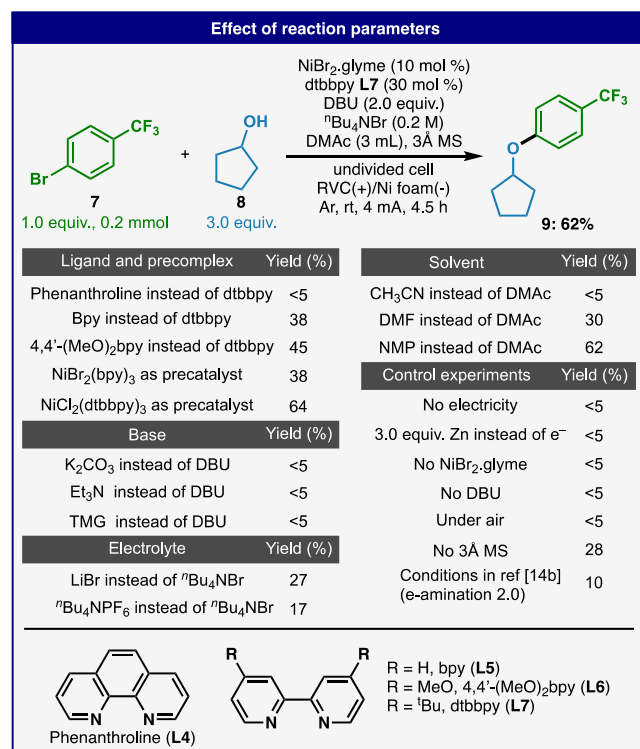 Effect of reaction parameters
NiBr₂.glyme (10 mol %)
dtbbpy L7 (30 mol %)
DBU (2.0 equiv.)
ⁿBu₄NBr (0.2 M)
DMAc (3 mL), 3Å MS
undivided cell
RVC(+)/Ni foam(-)
Ar, rt, 4 mA, 4.5 h
CF₃
Br
7
1.0 equiv., 0.2 mmol
+
OH
8
3.0 equiv.
CF₃
O
9: 62%
Ligand and precomplex Yield (%)
Phenanthroline instead of dtbbpy <5
Bpy instead of dtbbpy 38
4,4'-(MeO)₂bpy instead of dtbbpy 45
NiBr₂(bpy)₃ as precatalyst 38
NiCl₂(dtbbpy)₃ as precatalyst 64
Base Yield (%)
K₂CO₃ instead of DBU <5
Et₃N instead of DBU <5
TMG instead of DBU <5
Electrolyte Yield (%)
LiBr instead of ⁿBu₄NBr 27
ⁿBu₄NPF₆ instead of ⁿBu₄NBr 17
Solvent Yield (%)
CH₃CN instead of DMAc <5
DMF instead of DMAc 30
NMP instead of DMAc 62
Control experiments Yield (%)
No electricity <5
3.0 equiv. Zn instead of e⁻ <5
No NiBr₂.glyme <5
No DBU <5
Under air <5
No 3Å MS 28
Conditions in ref [14b] 10
(e-amination 2.0)
N N
Phenanthroline (L4)
R R
N N
R = H, bpy (L5)
R = MeO, 4,4'-(MeO)₂bpy (L6)
R = ᵗBu, dtbbpy (L7)